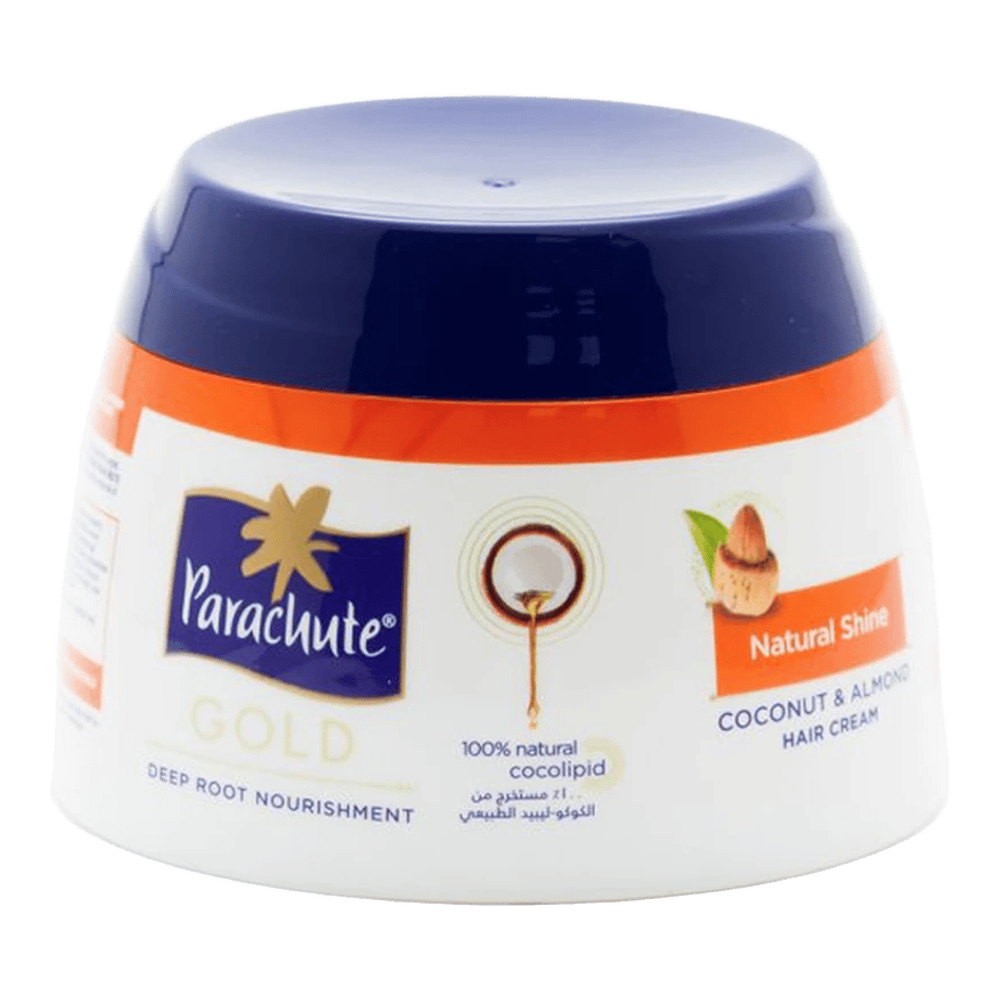 Parachute®
GOLD
DEEP ROOT NOURISHMENT
100% natural
cocolipid
٪١٠٠ مستخرج من
الكوكو-ليبيد الطبيعي
Natural Shine
COCONUT & ALMOND
HAIR CREAM